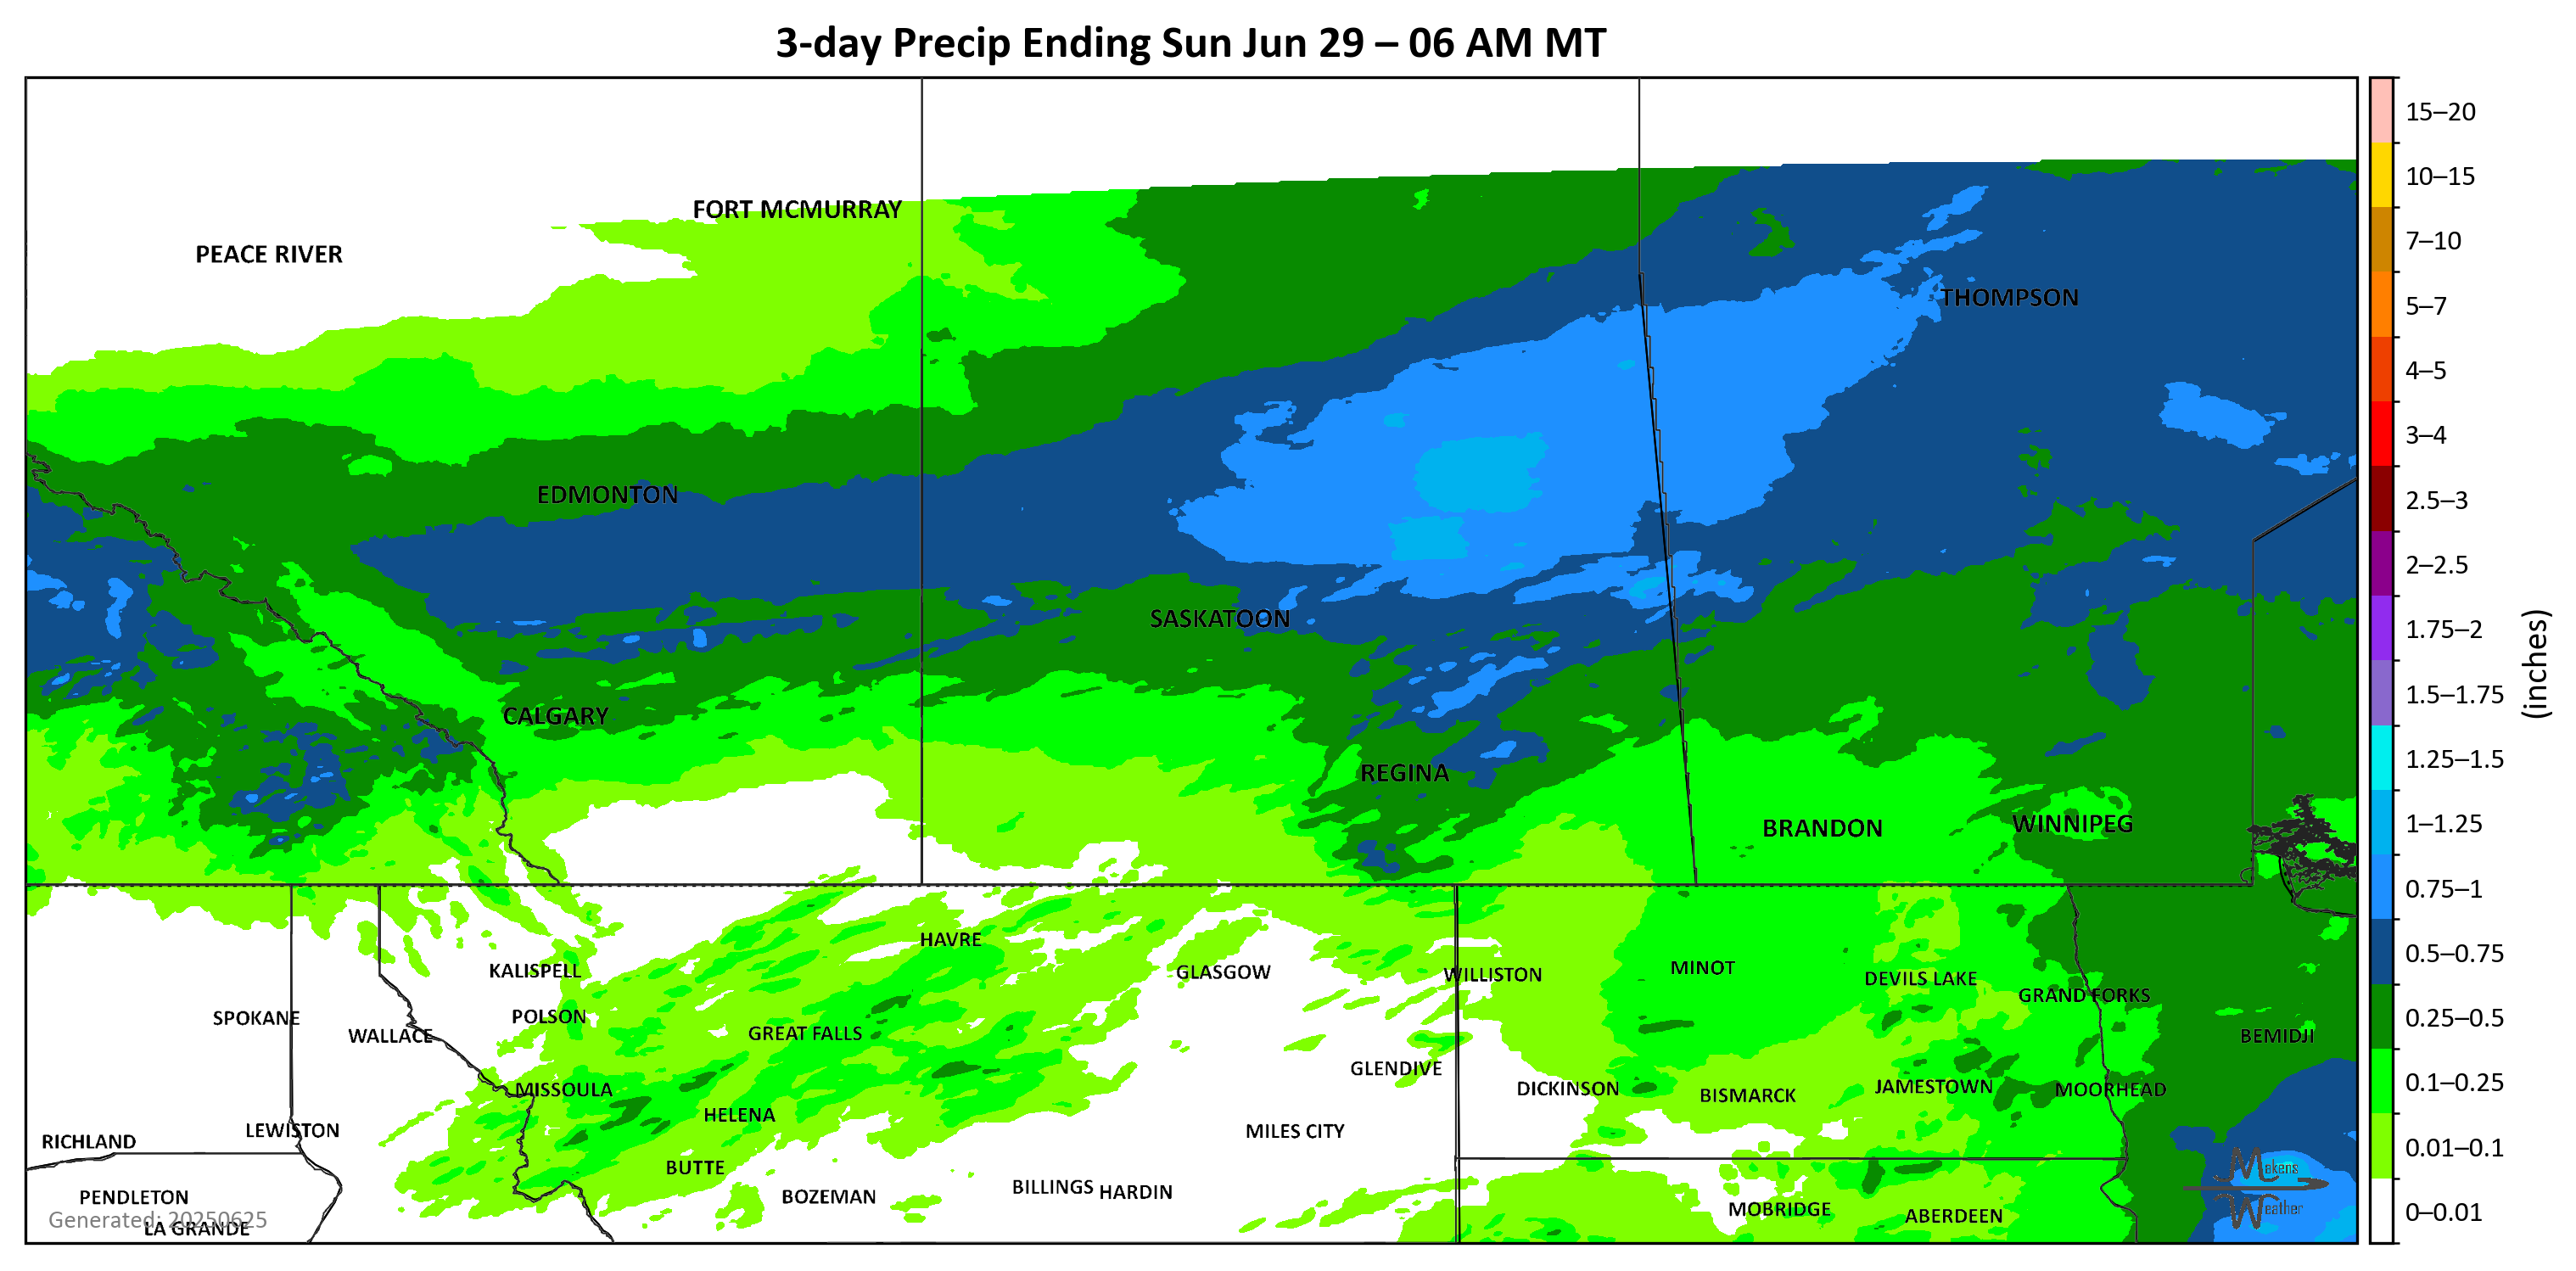 3-day Precip Ending Sun Jun 29 – 06 AM MT
FORT MCMURRAY
PEACE RIVER
THOMPSON
EDMONTON
SASKATOON
CALGARY
REGINA
BRANDON
WINNIPEG
HAVRE
KALISPELL
GLASGOW
WILLISTON
MINOT
DEVILS LAKE
GRAND FORKS
SPOKANE
POLSON
WALLACE
GREAT FALLS
BEMIDJI
GLENDIVE
MISSOULA
DICKINSON
BISMARCK
JAMESTOWN
MOORHEAD
HELENA
RICHLAND
LEWISTON
MILES CITY
BUTTE
PENDLETON
BOZEMAN
BILLINGS
HARDIN
MOBRIDGE
ABERDEEN
Generated: 20250625
LA GRANDE
Mekens
Weather
15–20
10–15
7–10
5–7
4–5
3–4
2.5–3
2–2.5
1.75–2
1.5–1.75
1.25–1.5
1–1.25
0.75–1
0.5–0.75
0.25–0.5
0.1–0.25
0.01–0.1
0–0.01
(inches)